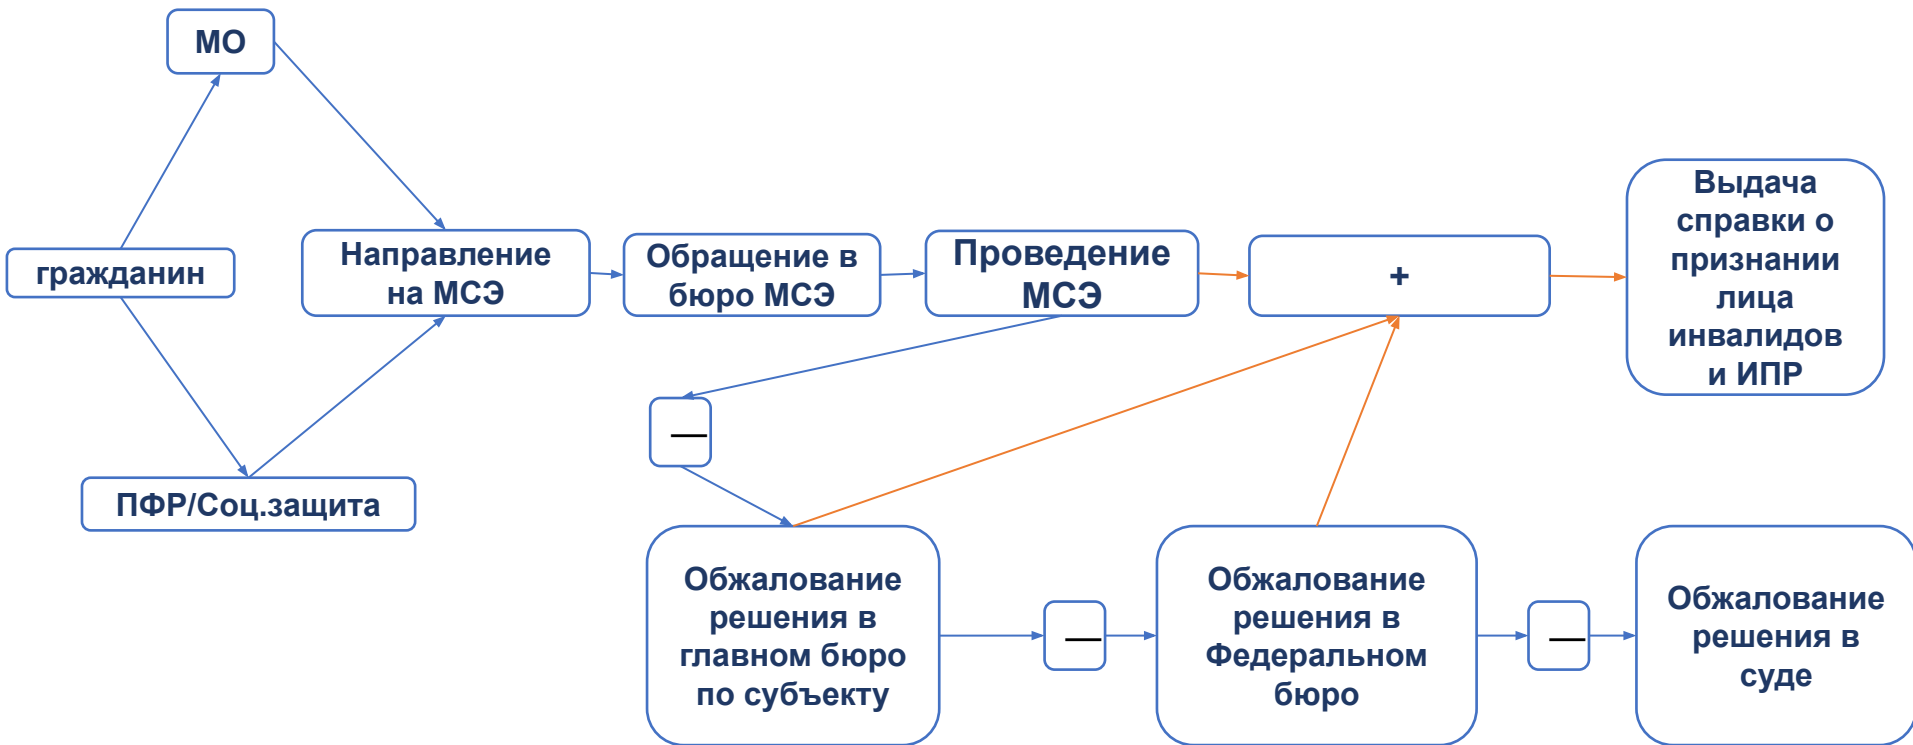 МО
гражданин
ПФР/Соц.защита
Направление
на МСЭ
Обращение в
бюро МСЭ
Проведение
МСЭ
+
Выдача
справки о
признании
лица
инвалидов
и ИПР
—
Обжалование
решения в
главном бюро
по субъекту
—
Обжалование
решения в
Федеральном
бюро
—
Обжалование
решения в
суде